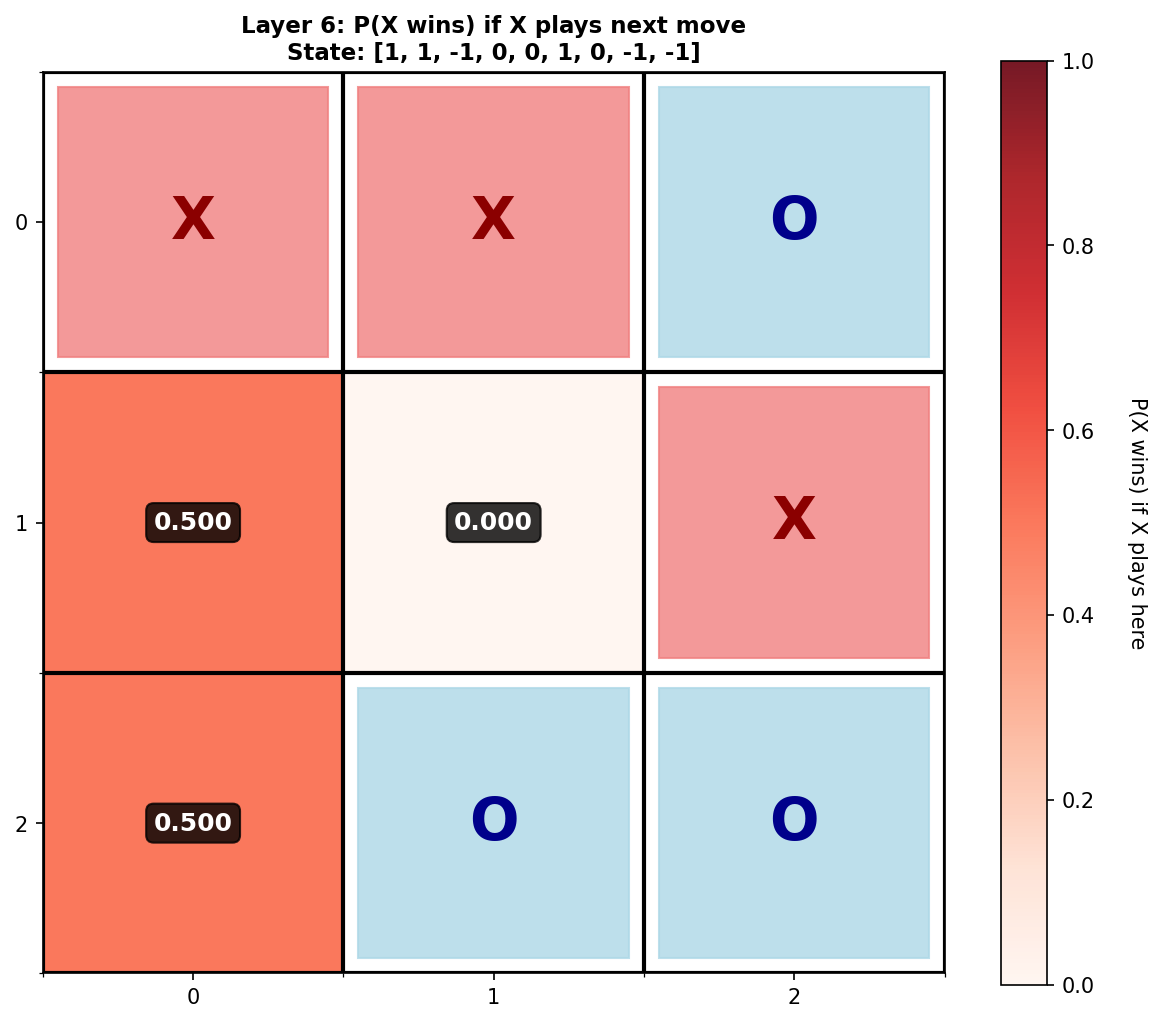 Layer 6: P(X wins) if X plays next move
State: [1, 1, -1, 0, 0, 1, 0, -1, -1]
0
X
X
O
1
0.500
0.000
X
2
0.500
O
O
0
1
2
1.0
0.8
0.6
0.4
0.2
0.0
P(X wins) if X plays here